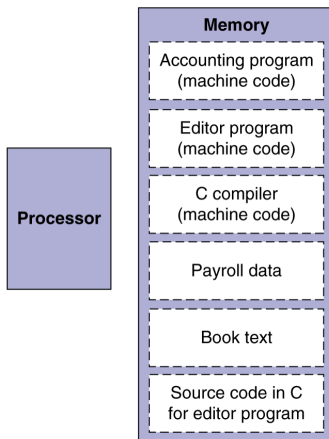 Processor
Memory
Accounting program
(machine code)
Editor program
(machine code)
C compiler
(machine code)
Payroll data
Book text
Source code in C
for editor program